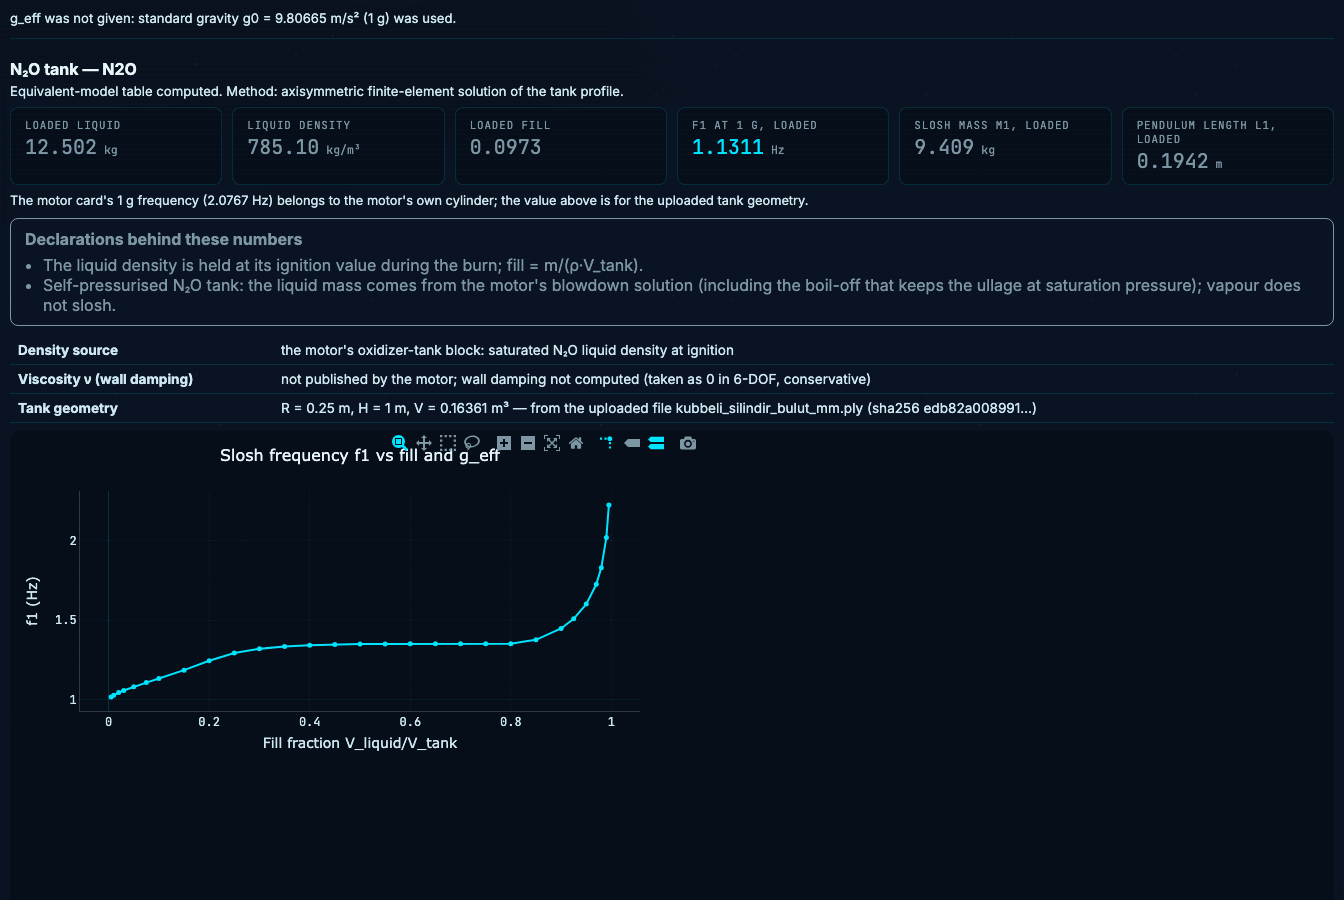 g_eff was not given: standard gravity g0 = 9.80665 m/s² (1 g) was used.
N₂O tank — N2O
Equivalent-model table computed. Method: axisymmetric finite-element solution of the tank profile.
LOADED LIQUID
12.502 kg
LIQUID DENSITY
785.10 kg/m³
LOADED FILL
0.0973
F1 AT 1 G, LOADED
1.1311 Hz
SLOSH MASS M1, LOADED
9.409 kg
PENDULUM LENGTH L1,
LOADED
0.1942 m
The motor card's 1 g frequency (2.0767 Hz) belongs to the motor's own cylinder; the value above is for the uploaded tank geometry.
Declarations behind these numbers
• The liquid density is held at its ignition value during the burn; fill = m/(ρ·V_tank).
• Self-pressurised N₂O tank: the liquid mass comes from the motor's blowdown solution (including the boil-off that keeps the ullage at saturation pressure); vapour does
not slosh.
Density source the motor's oxidizer-tank block: saturated N₂O liquid density at ignition
Viscosity ν (wall damping) not published by the motor; wall damping not computed (taken as 0 in 6-DOF, conservative)
Tank geometry R = 0.25 m, H = 1 m, V = 0.16361 m³ — from the uploaded file kubbeli_silindir_bulut_mm.ply (sha256 edb82a008991…)
Slosh frequency f1 vs fill and g_eff
f1 (Hz)
2
1.5
1
0 0.2 0.4 0.6 0.8 1
Fill fraction V_liquid/V_tank